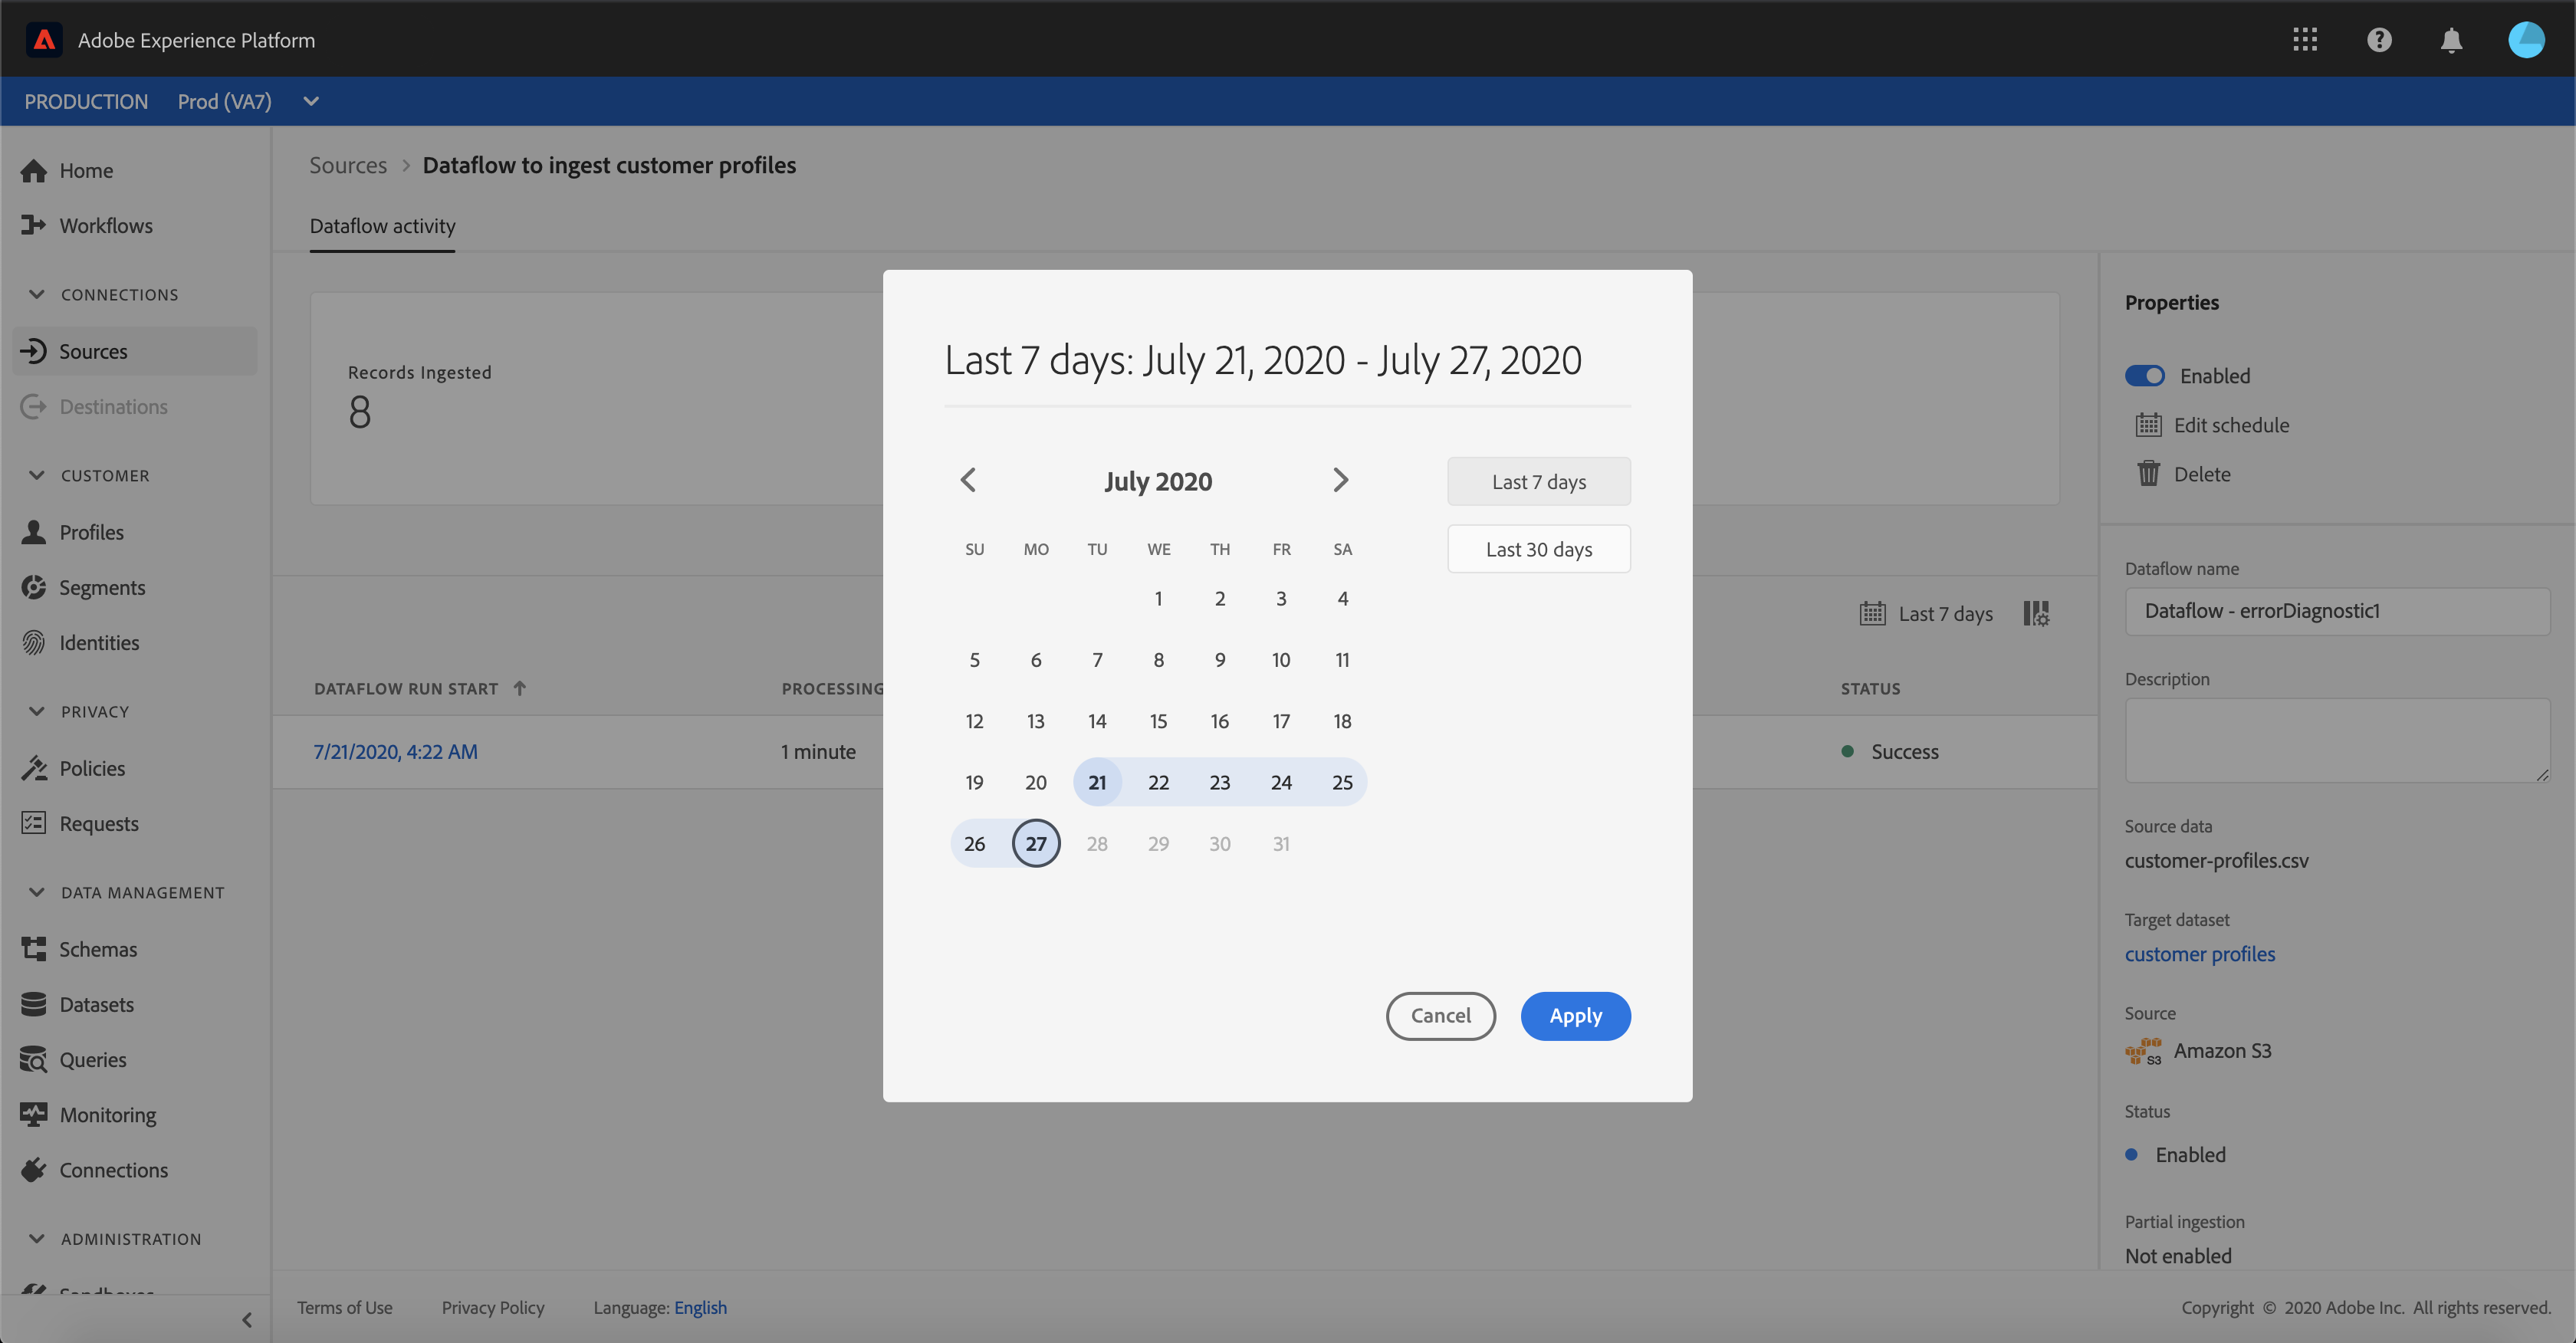 Adobe Experience Platform
PRODUCTION Prod (VA7)
Home
Workflows
CONNECTIONS
Sources
Destinations
CUSTOMER
Profiles
Segments
Identities
PRIVACY
Policies
Requests
DATA MANAGEMENT
Schemas
Datasets
Queries
Monitoring
Connections
ADMINISTRATION
Sandboxes
Sources > Dataflow to ingest customer profiles
Dataflow activity
Records Ingested
8
Last 7 days
DATAFLOW RUN START PROCESSING STATUS
7/21/2020, 4:22 AM 1 minute Success
Last 7 days: July 21, 2020 - July 27, 2020
July 2020
SU MO TU WE TH FR SA
1 2 3 4
5 6 7 8 9 10 11
12 13 14 15 16 17 18
19 20 21 22 23 24 25
26 27 28 29 30 31
Last 7 days
Last 30 days
Cancel Apply
Properties
Enabled
Edit schedule
Delete
Dataflow name
Dataflow - errorDiagnostic1
Description
Source data
customer-profiles.csv
Target dataset
customer profiles
Source
S3 Amazon S3
Status
Enabled
Partial ingestion
Not enabled
Terms of Use Privacy Policy Language: English Copyright © 2020 Adobe Inc. All rights reserved.